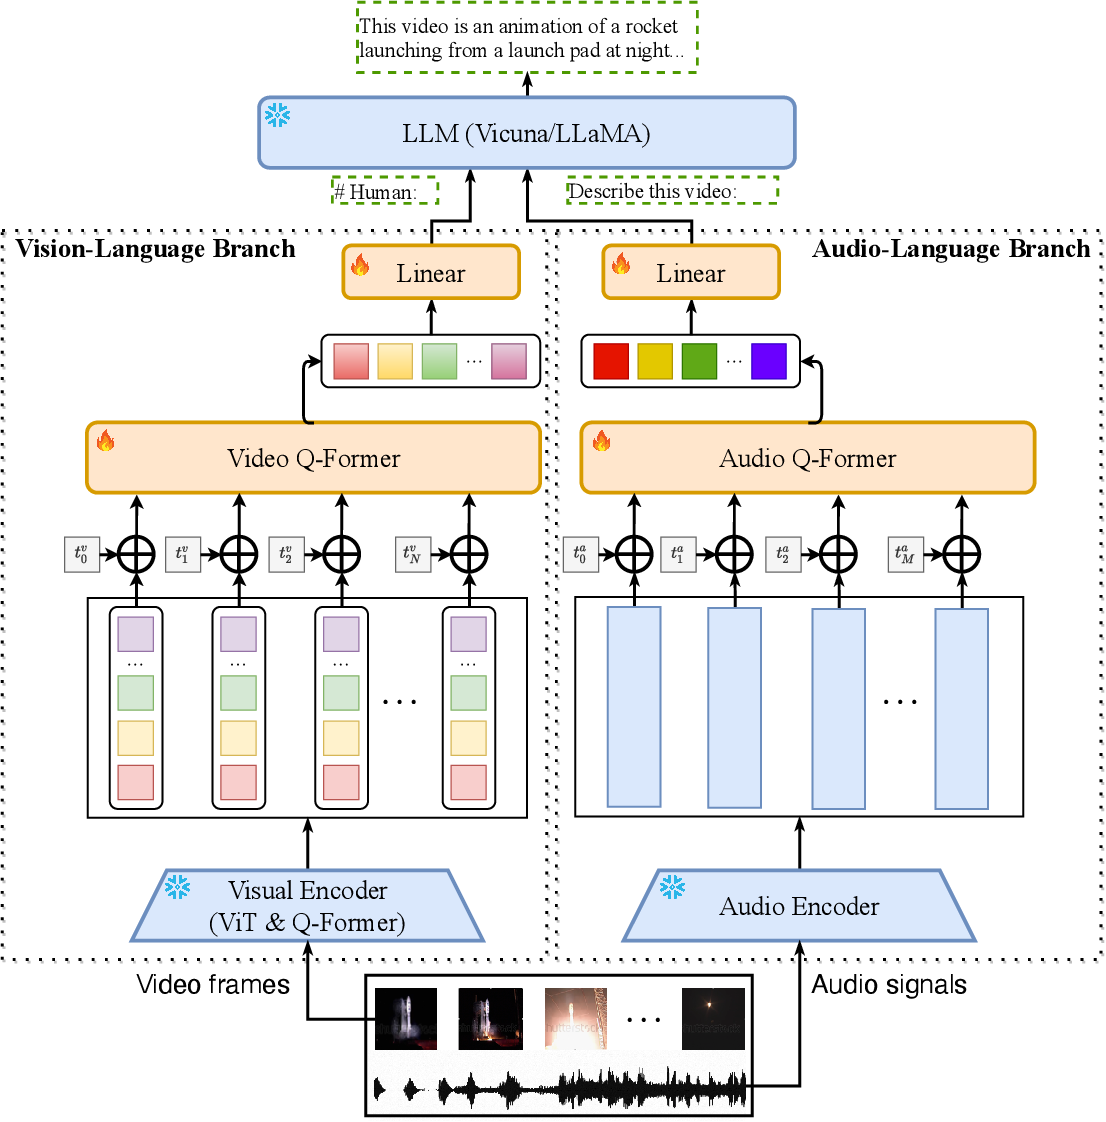 This video is an animation of a rocket
launching from a launch pad at night...
LLM (Vicuna/LLaMA)
# Human:
Describe this video:
Vision-Language Branch
Audio-Language Branch
Linear
Linear
...
...
Video Q-Former
Audio Q-Former
t_0^v
t_1^v
t_2^v
t_N^v
t_0^a
t_1^a
t_2^a
t_M^a
... ... ... ...
...
...
Visual Encoder
(ViT & Q-Former)
Audio Encoder
Video frames
Audio signals
...